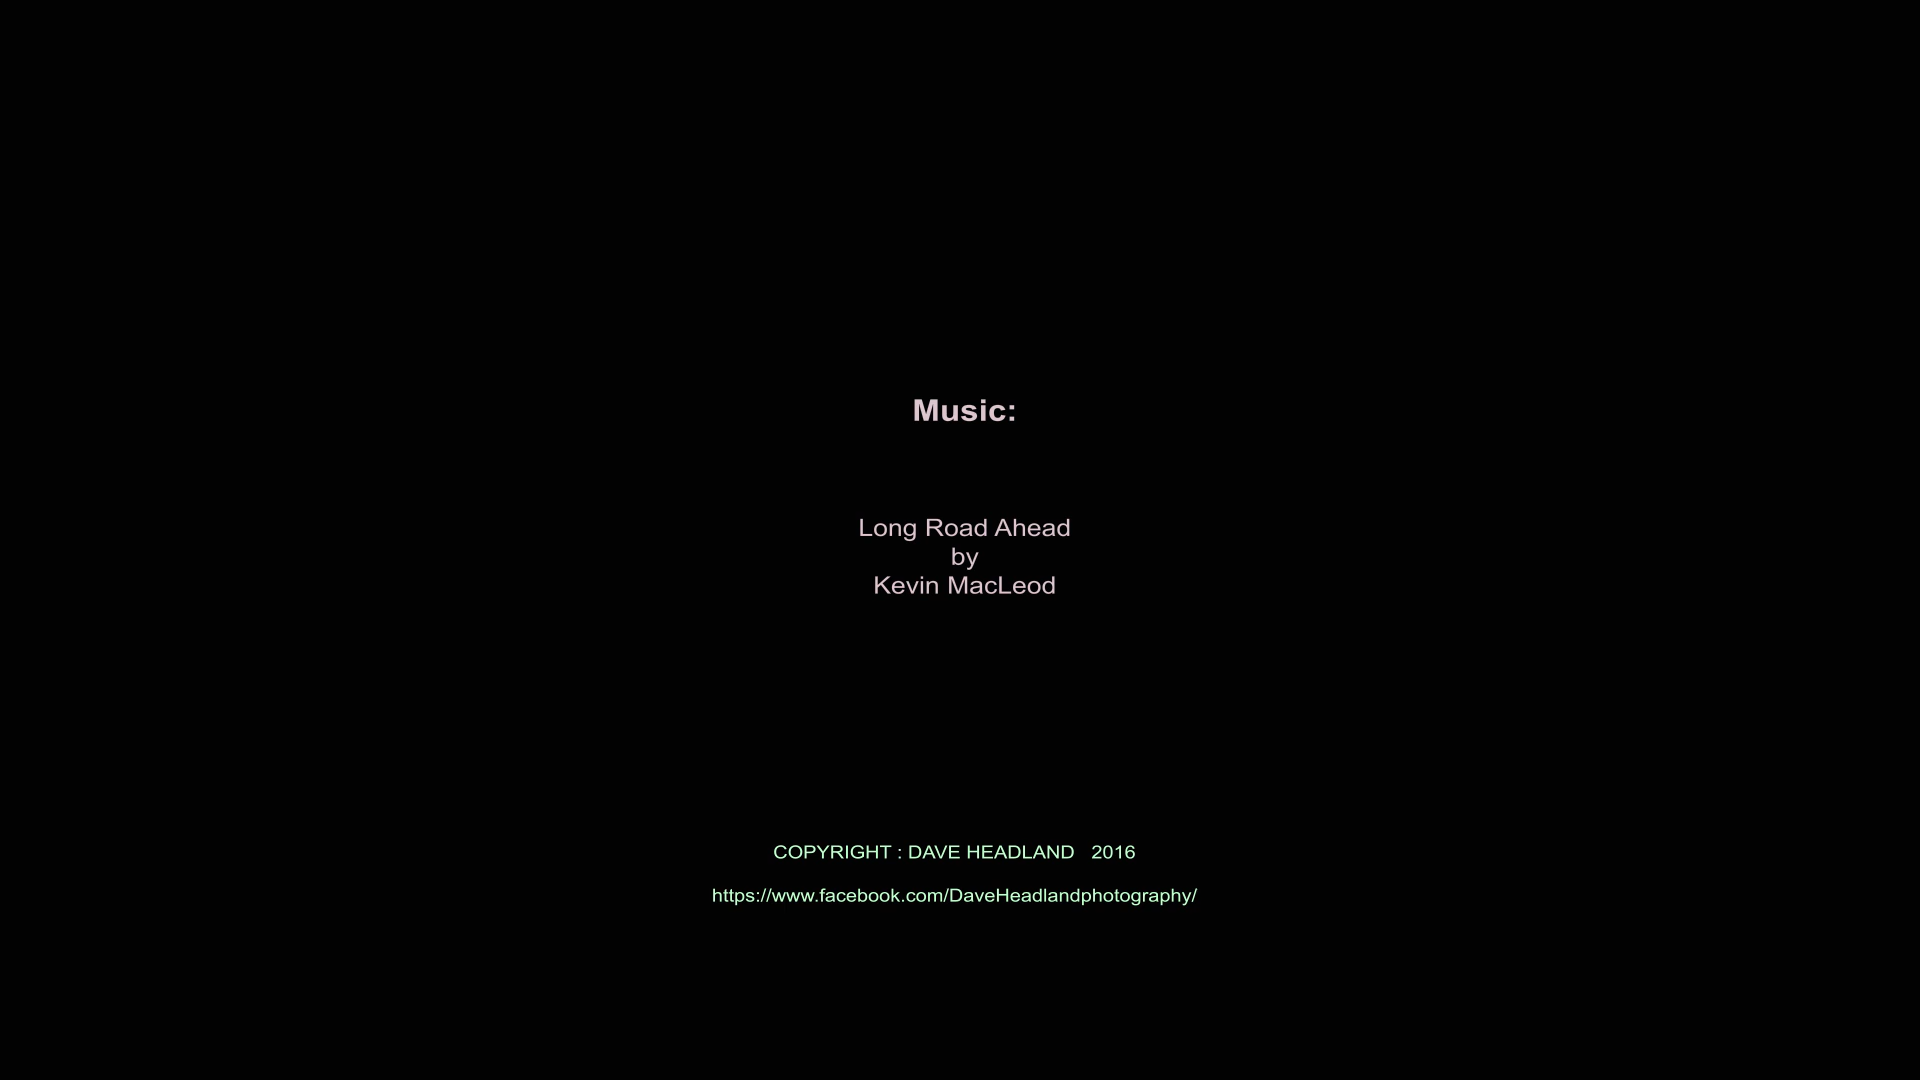 Music:
Long Road Ahead
by
Kevin MacLeod
COPYRIGHT : DAVE HEADLAND   2016
https://www.facebook.com/DaveHeadlandphotography/